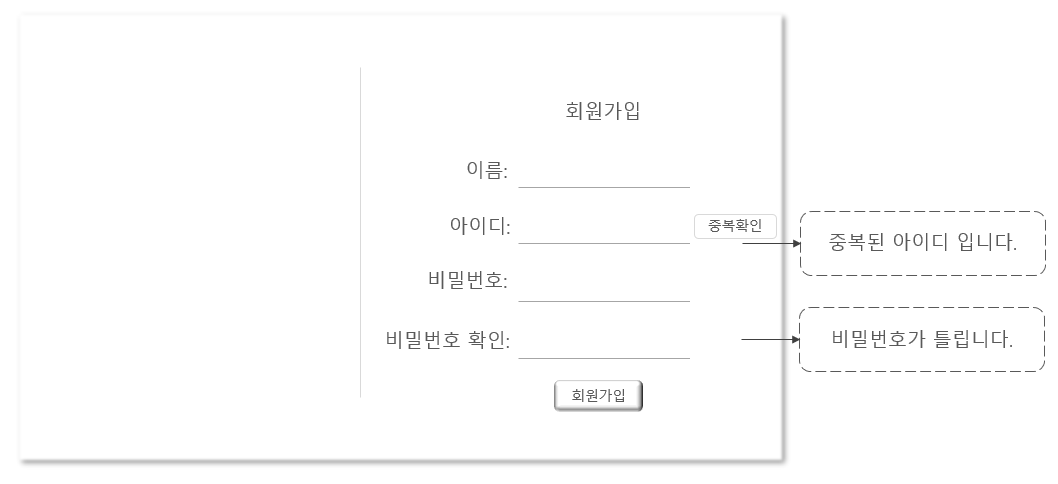 회원가입
이름:
아이디:
중복확인
중복된 아이디 입니다.
비밀번호:
비밀번호 확인:
비밀번호가 틀립니다.
회원가입